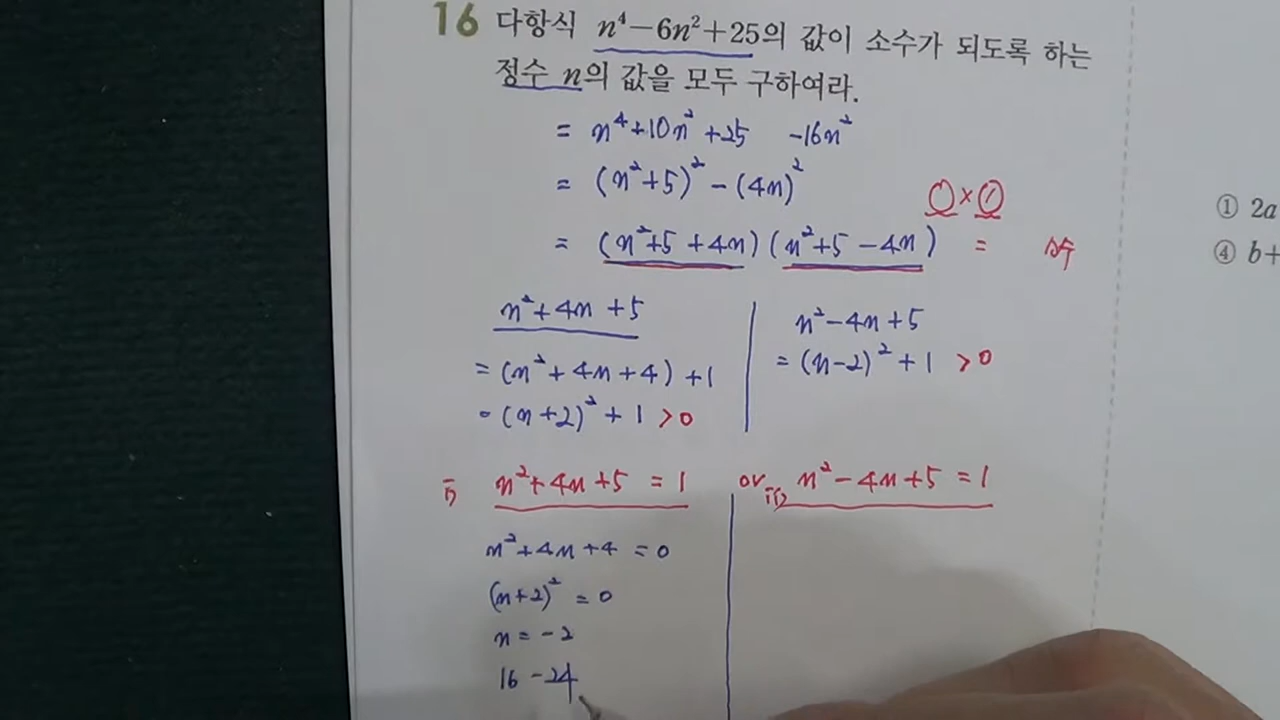 16 다항식 n⁴−6n²+25의 값이 소수가 되도록 하는
정수 n의 값을 모두 구하여라.
= n⁴+10n²+25 −16n²
= (n²+5)² − (4n)²
① × ①
= (n²+5+4n)(n²+5−4n) = 소수
n²+4n+5
= (n²+4n+4)+1
= (n+2)²+1 >0
n²−4n+5
= (n−2)²+1 >0
i) n²+4n+5 = 1 or ii) n²−4n+5 = 1
n²+4n+4 = 0
(n+2)² = 0
n = −2
16 −24
① 2a
④ b+